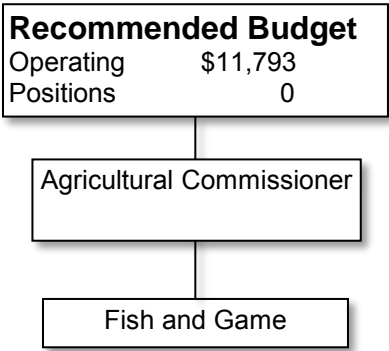 Recommended Budget
Operating $11,793
Positions 0
Agricultural Commissioner
Fish and Game